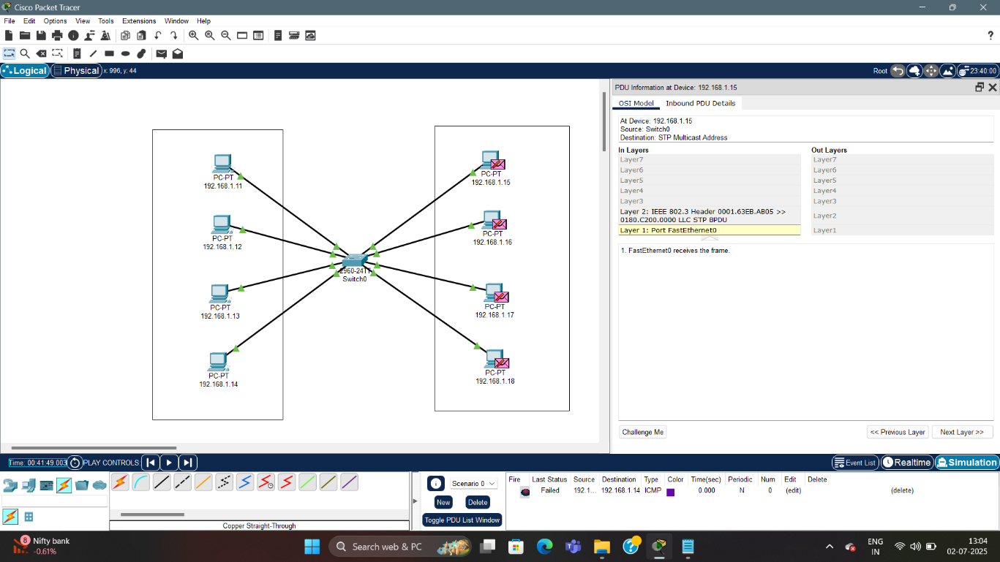 Cisco Packet Tracer
File Edit Options View Tools Extensions Window Help
?
Logical Physical x: 996, y: 44
Root 23:40:00
PDU Information at Device: 192.168.1.15
OSI Model Inbound PDU Details
At Device: 192.168.1.15
Source: Switch0
Destination: STP Multicast Address
In Layers Out Layers
Layer7 Layer7
Layer6 Layer6
Layer5 Layer5
Layer4 Layer4
Layer3 Layer3
Layer 2: IEEE 802.3 Header 0001.63EB.AB05 >>
0180.C200.0000 LLC STP BPDU
Layer2
Layer 1: Port FastEthernet0 Layer1
1. FastEthernet0 receives the frame.
Challenge Me << Previous Layer Next Layer >>
PC-PT
192.168.1.11
PC-PT
192.168.1.12
PC-PT
192.168.1.13
PC-PT
192.168.1.14
2960-24TT
Switch0
PC-PT
192.168.1.15
PC-PT
192.168.1.16
PC-PT
192.168.1.17
PC-PT
192.168.1.18
Time: 00:41:49.003 PLAY CONTROLS: Event List Realtime Simulation
Scenario 0
New Delete
Toggle PDU List Window
Fire Last Status Source Destination Type Color Time(sec) Periodic Num Edit Delete
Failed 192.1... 192.168.1.14 ICMP 0.000 N 0 (edit) (delete)
Copper Straight-Through
8
Nifty bank
-0.61%
Search web & PC
ENG
IN
13:04
02-07-2025